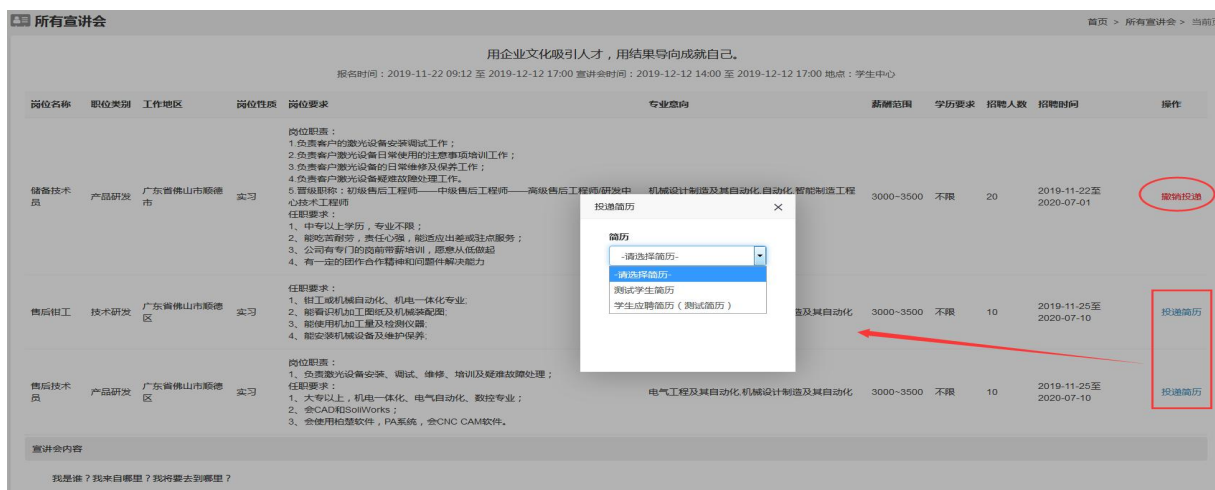 所有宣讲会
首页 > 所有宣讲会 > 当前
用企业文化吸引人才，用结果导向成就自己。
报名时间：2019-11-22 09:12 至 2019-12-12 17:00 宣讲会时间：2019-12-12 14:00 至 2019-12-12 17:00 地点：学生中心
岗位名称 职位类别 工作地区 岗位性质 岗位要求 专业意向 薪酬范围 学历要求 招聘人数 招聘时间 操作
岗位职责：
1.负责客户的激光设备安装调试工作；
2.负责客户激光设备日常使用的注意事项培训工作；
3.负责客户激光设备的日常维修及保养工作；
4.负责客户激光设备疑难故障处理工作。
5.晋级职称：初级售后工程师——中级售后工程师——高级售后工程师/研发中
心技术工程师
任职要求：
1、中专以上学历，专业不限；
2、能吃苦耐劳，责任心强，能适应出差或驻点服务；
3、公司有专门的岗前带薪培训，愿意从低做起
4、有一定的团作合作精神和问题件解决能力
储备技术
员
产品研发
广东省佛山市顺德
市
实习
机械设计制造及其自动化,自动化,智能制造工程
3000~3500 不限 20
2019-11-22至
2020-07-01
撤销投递
投递简历 ×
简历
-请选择简历-
-请选择简历-
测试学生简历
学生应聘简历（测试简历）
任职要求：
1、钳工或机械自动化、机电一体化专业;
2、能看识机加工图纸及机械装配图;
3、能使用机加工量及检测仪器;
4、能安装机械设备及维护保养;
售后钳工 技术研发
广东省佛山市顺德
区
实习
造及其自动化
3000~3500 不限 10
2019-11-25至
2020-07-10
投递简历
岗位职责：
1、负责激光设备安装、调试、维修、培训及疑难故障处理；
任职要求：
1、大专以上，机电一体化、电气自动化、数控专业；
2、会CAD和SoliWorks；
3、会使用柏楚软件，PA系统，会CNC CAM软件。
售后技术
员
产品研发
广东省佛山市顺德
区
实习
电气工程及其自动化,机械设计制造及其自动化
3000~3500 不限 10
2019-11-25至
2020-07-10
投递简历
宣讲会内容
我是谁？我来自哪里？我将要去到哪里？